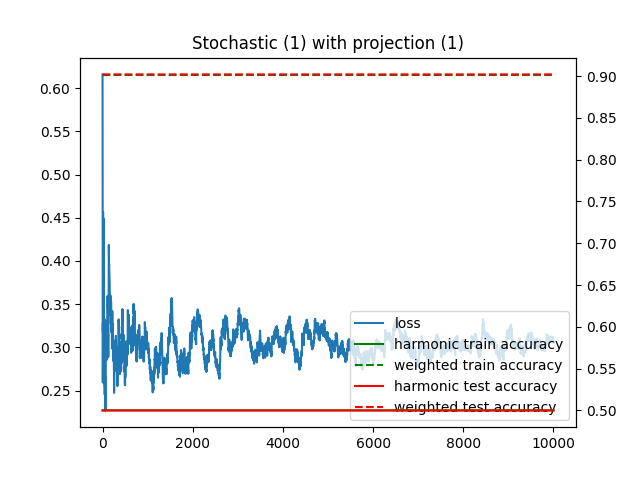 Stochastic (1) with projection (1)
0.60
0.55
0.50
0.45
0.40
0.35
0.30
0.25
0.90
0.85
0.80
0.75
0.70
0.65
0.60
0.55
0.50
loss
harmonic train accuracy
weighted train accuracy
harmonic test accuracy
weighted test accuracy
0 2000 4000 6000 8000 10000